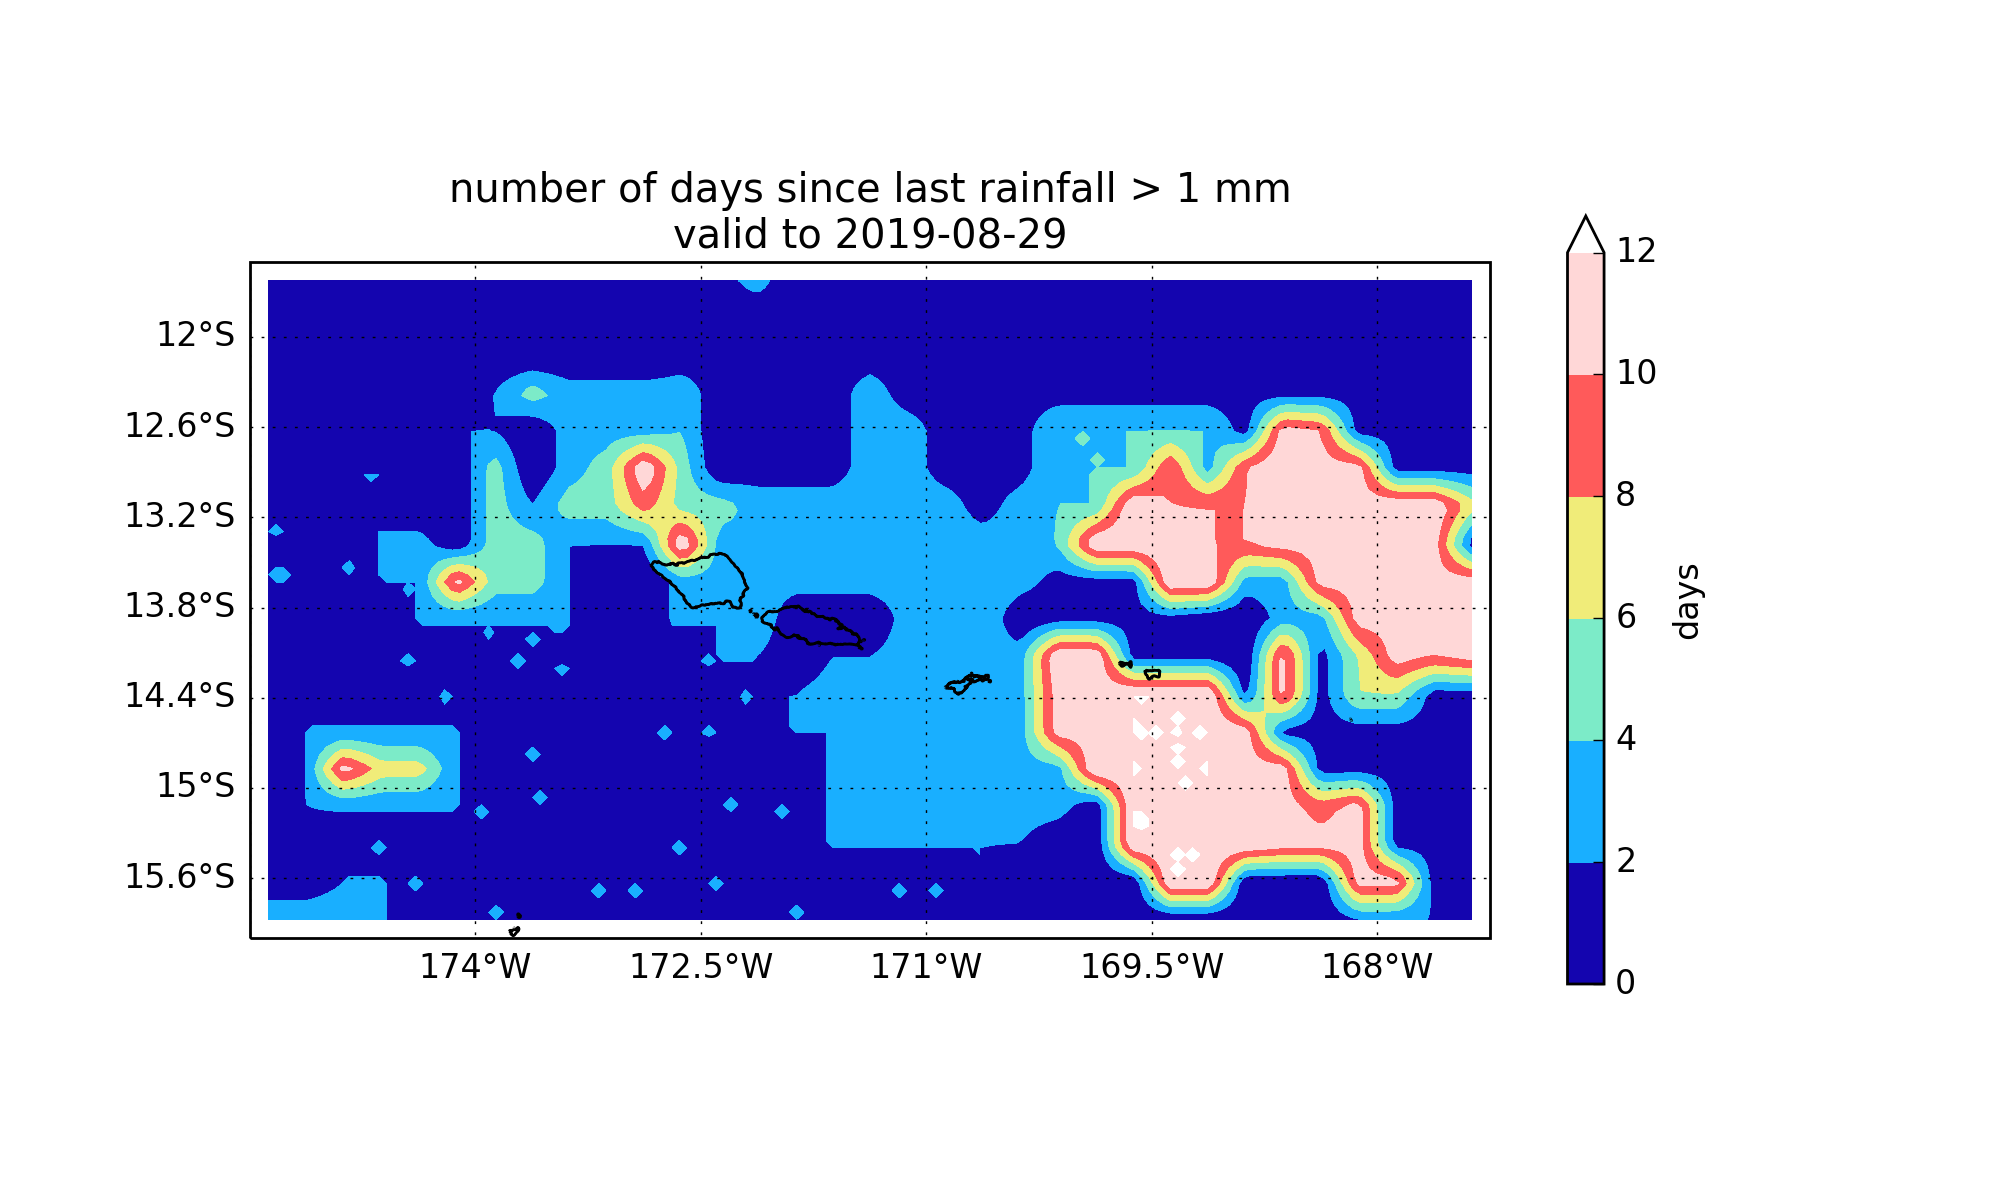 number of days since last rainfall > 1 mm
valid to 2019-08-29
12°S
12.6°S
13.2°S
13.8°S
14.4°S
15°S
15.6°S
174°W 172.5°W 171°W 169.5°W 168°W
12
10
8
6
4
2
0
days